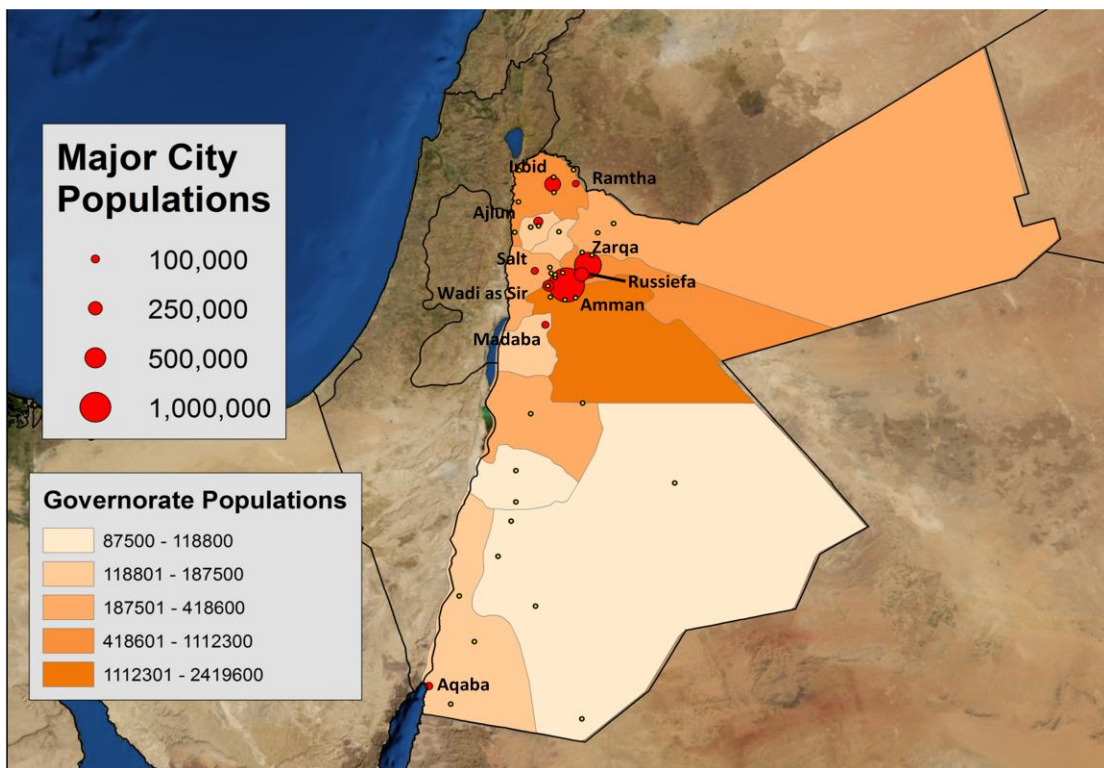 Major City
Populations
100,000
250,000
500,000
1,000,000
Governorate Populations
87500 - 118800
118801 - 187500
187501 - 418600
418601 - 1112300
1112301 - 2419600
Irbid
Ramtha
Ajlun
Zarqa
Salt
Russiefa
Wadi as Sir
Amman
Madaba
Aqaba